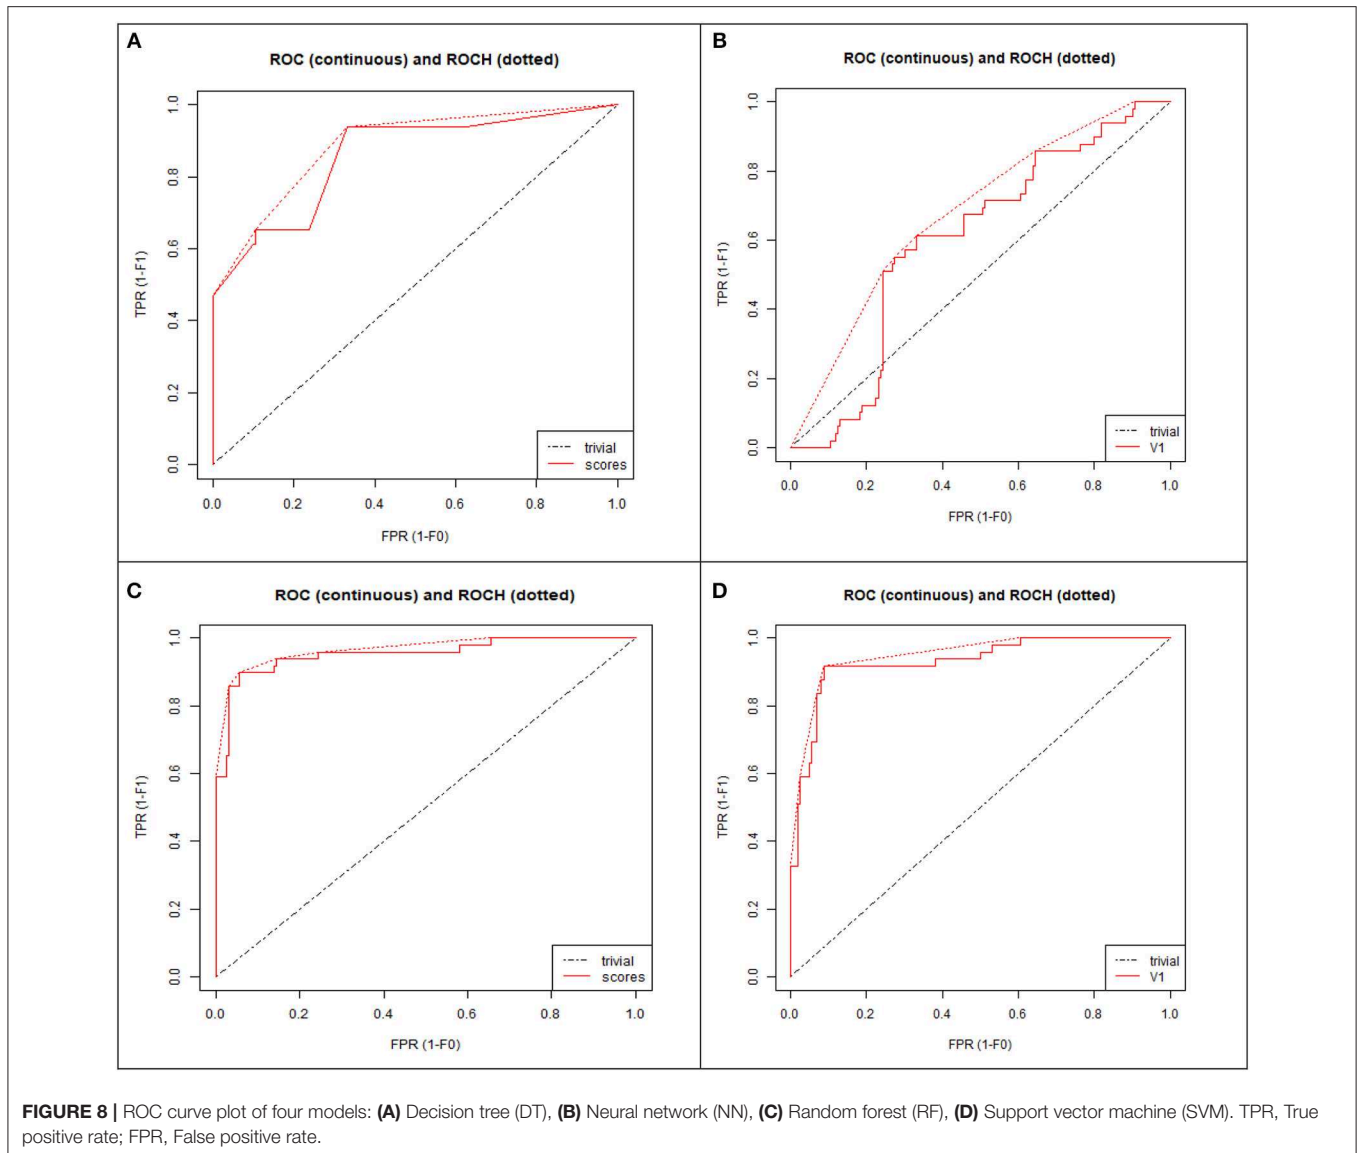 A
ROC (continuous) and ROCH (dotted)
TPR (1-F1)
1.0
0.8
0.6
0.4
0.2
0.0
0.0 0.2 0.4 0.6 0.8 1.0
FPR (1-F0)
trivial
scores
B
ROC (continuous) and ROCH (dotted)
TPR (1-F1)
1.0
0.8
0.6
0.4
0.2
0.0
0.0 0.2 0.4 0.6 0.8 1.0
FPR (1-F0)
trivial
V1
C
ROC (continuous) and ROCH (dotted)
TPR (1-F1)
1.0
0.8
0.6
0.4
0.2
0.0
0.0 0.2 0.4 0.6 0.8 1.0
FPR (1-F0)
trivial
scores
D
ROC (continuous) and ROCH (dotted)
TPR (1-F1)
1.0
0.8
0.6
0.4
0.2
0.0
0.0 0.2 0.4 0.6 0.8 1.0
FPR (1-F0)
trivial
V1
FIGURE 8 | ROC curve plot of four models: (A) Decision tree (DT), (B) Neural network (NN), (C) Random forest (RF), (D) Support vector machine (SVM). TPR, True
positive rate; FPR, False positive rate.